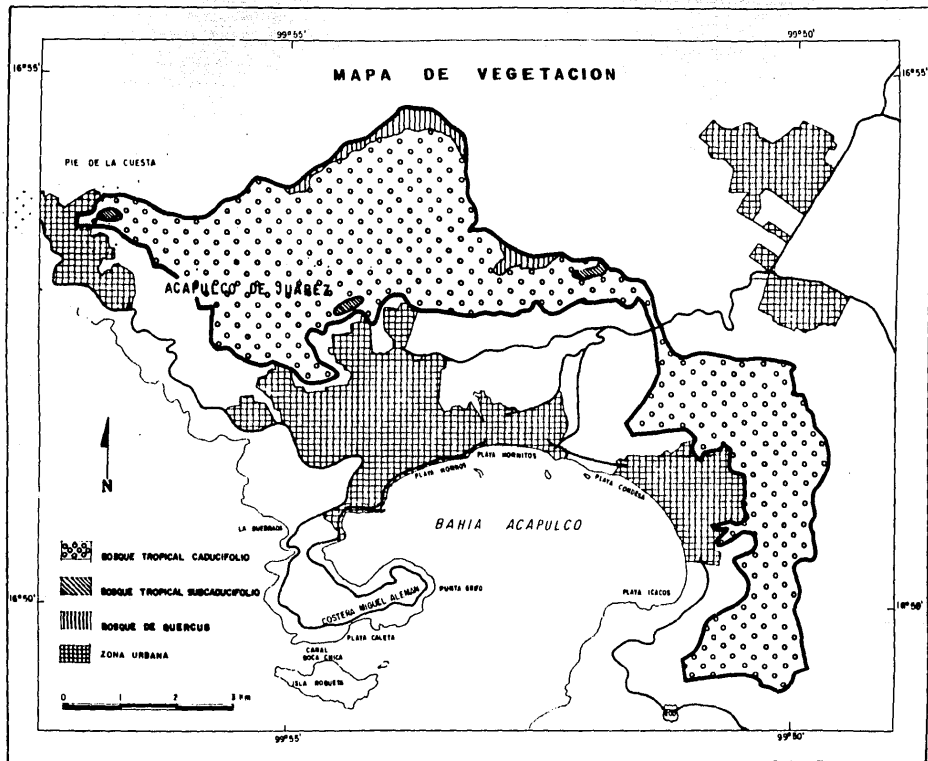 99°55'
99°50'
16°55'
16°55'
MAPA DE VEGETACION
PIE DE LA CUESTA
ACAPULCO DE JUÁREZ
N
PLAYA HORNOS
PLAYA HORNITOS
PLAYA CONDESA
BAHIA ACAPULCO
LA QUEBRADA
PUNTA GRIFO
COSTERA MIGUEL ALEMAN
PLAYA CALETA
PLAYA ICACOS
CANAL
BOCA CHICA
ISLA ROQUETA
BOSQUE TROPICAL CADUCIFOLIO
BOSQUE TROPICAL SUBCADUCIFOLIO
BOSQUE DE QUERCUS
ZONA URBANA
16°50'
16°50'
0 1 2 3 Km
99°55'
99°50'